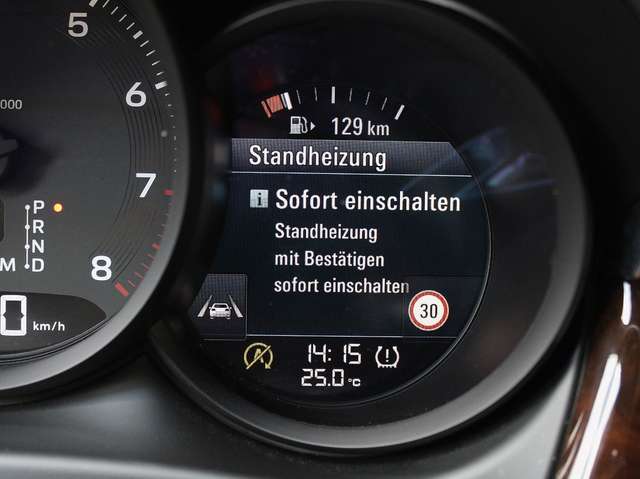 5
000
6
129 km
Standheizung
7
Sofort einschalten
Standheizung
mit Bestätigen
sofort einschalten
P
R
N
M D
8
30
0 km/h
14:15
25.0 °C